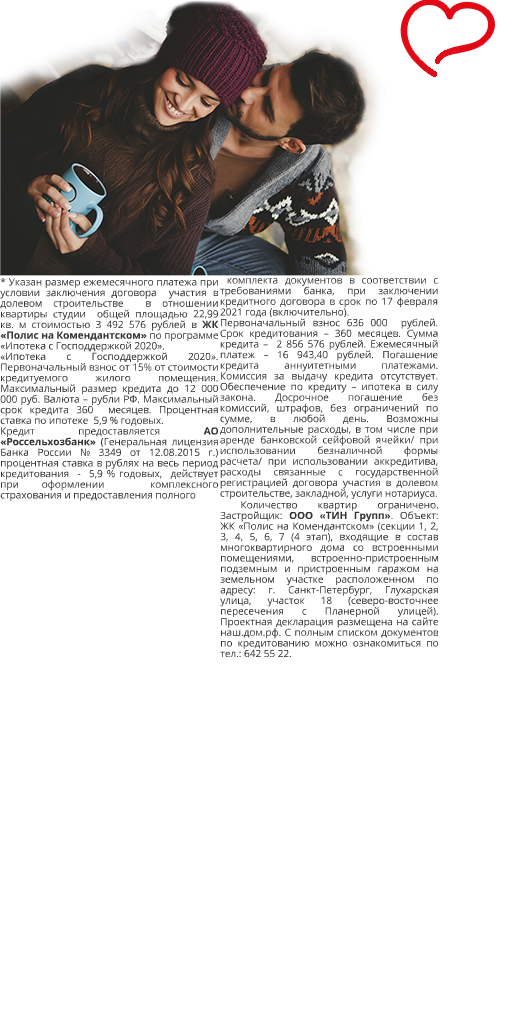 * Указан размер ежемесячного платежа при
условии заключения договора участия в
долевом строительстве в отношении
квартиры студии общей площадью 22,99
кв. м стоимостью 3 492 576 рублей в ЖК
«Полис на Комендантском» по программе
«Ипотека с Господдержкой 2020».
«Ипотека с Господдержкой 2020».
Первоначальный взнос от 15% от стоимости
кредитуемого жилого помещения.
Максимальный размер кредита до 12 000
000 руб. Валюта – рубли РФ. Максимальный
срок кредита 360 месяцев. Процентная
ставка по ипотеке 5,9 % годовых.
Кредит предоставляется АО
«Россельхозбанк» (Генеральная лицензия
Банка России № 3349 от 12.08.2015 г.)
процентная ставка в рублях на весь период
кредитования - 5,9 % годовых, действует
при оформлении комплексного
страхования и предоставления полного
комплекта документов в соответствии с
требованиями банка, при заключении
кредитного договора в срок по 17 февраля
2021 года (включительно).
Первоначальный взнос 636 000 рублей.
Срок кредитования – 360 месяцев. Сумма
кредита – 2 856 576 рублей. Ежемесячный
платеж – 16 943,40 рублей. Погашение
кредита аннуитетными платежами.
Комиссия за выдачу кредита отсутствует.
Обеспечение по кредиту – ипотека в силу
закона. Досрочное погашение без
комиссий, штрафов, без ограничений по
сумме, в любой день. Возможны
дополнительные расходы, в том числе при
аренде банковской сейфовой ячейки/ при
использовании безналичной формы
расчета/ при использовании аккредитива,
расходы связанные с государственной
регистрацией договора участия в долевом
строительстве, закладной, услуги нотариуса.
Количество квартир ограничено.
Застройщик: ООО «ТИН Групп». Объект:
ЖК «Полис на Комендантском» (секции 1, 2,
3, 4, 5, 6, 7 (4 этап), входящие в состав
многоквартирного дома со встроенными
помещениями, встроенно-пристроенным
подземным и пристроенным гаражом на
земельном участке расположенном по
адресу: г. Санкт-Петербург, Глухарская
улица, участок 18 (северо-восточнее
пересечения с Планерной улицей).
Проектная декларация размещена на сайте
наш.дом.рф. С полным списком документов
по кредитованию можно ознакомиться по
тел.: 642 55 22.